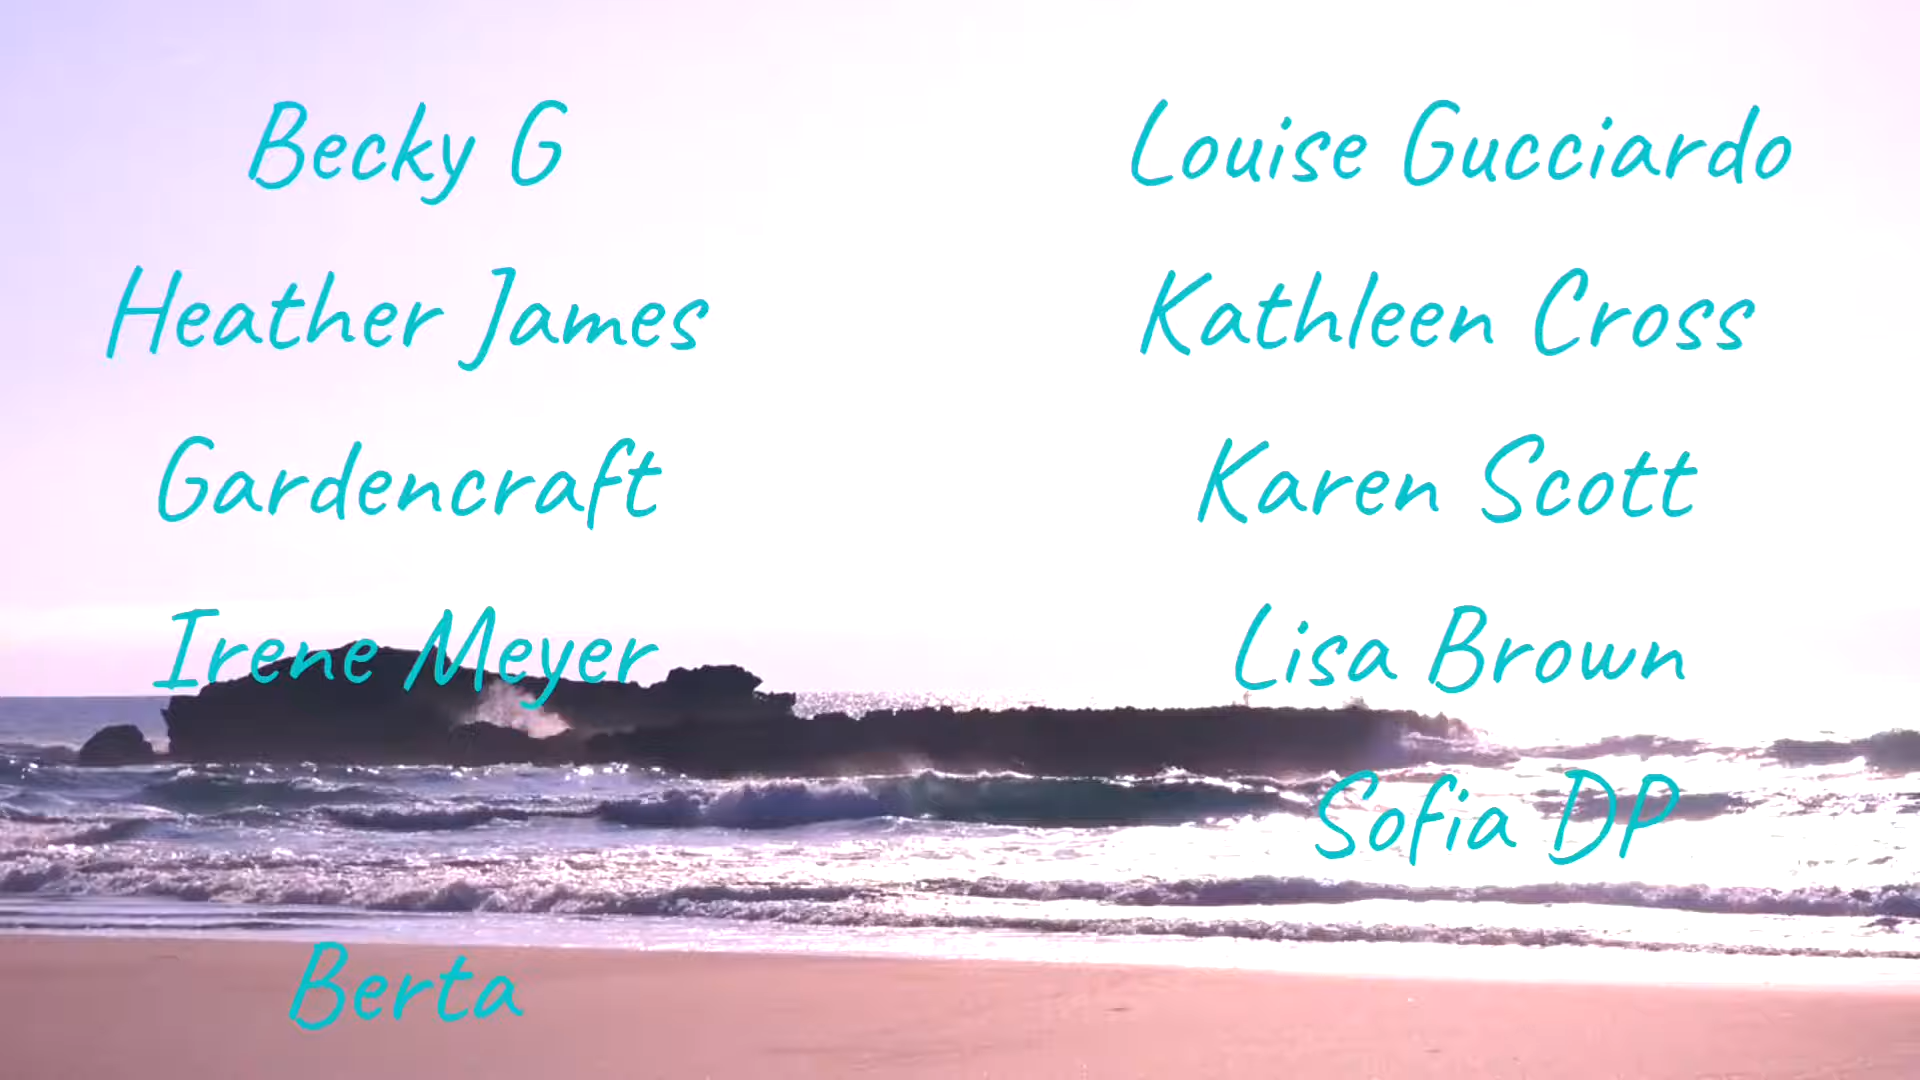 Becky G
Heather James
Gardencraft
Irene Meyer
Berta
Louise Gucciardo
Kathleen Cross
Karen Scott
Lisa Brown
Sofia DP